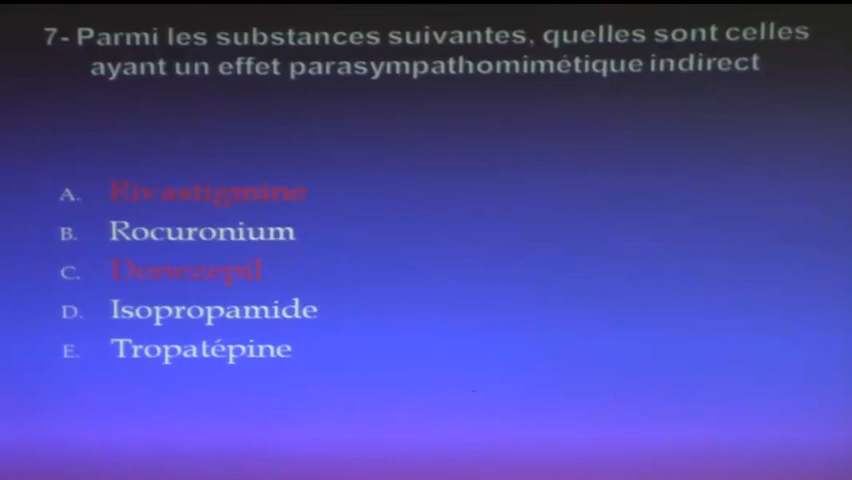 7- Parmi les substances suivantes, quelles sont celles
ayant un effet parasympathomimétique indirect
A. Rivastigmine
B. Rocuronium
C. Donezepil
D. Isopropamide
E. Tropatépine